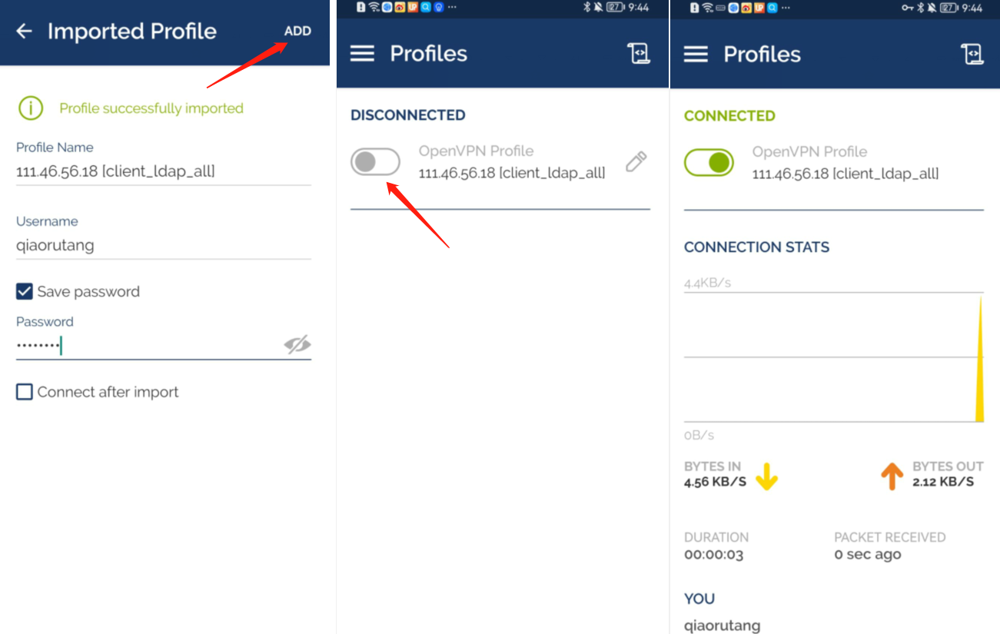 Imported Profile
ADD
Profile successfully imported
Profile Name
111.46.56.18 [client_ldap_all]
Username
qiaorutang
Save password
Password
••••••••
Connect after import
27 9:44
Profiles
DISCONNECTED
OpenVPN Profile
111.46.56.18 [client_ldap_all]
27 9:44
Profiles
CONNECTED
OpenVPN Profile
111.46.56.18 [client_ldap_all]
CONNECTION STATS
4.4KB/s
0B/s
BYTES IN
4.56 KB/S
BYTES OUT
2.12 KB/S
DURATION
00:00:03
PACKET RECEIVED
0 sec ago
YOU
qiaorutang